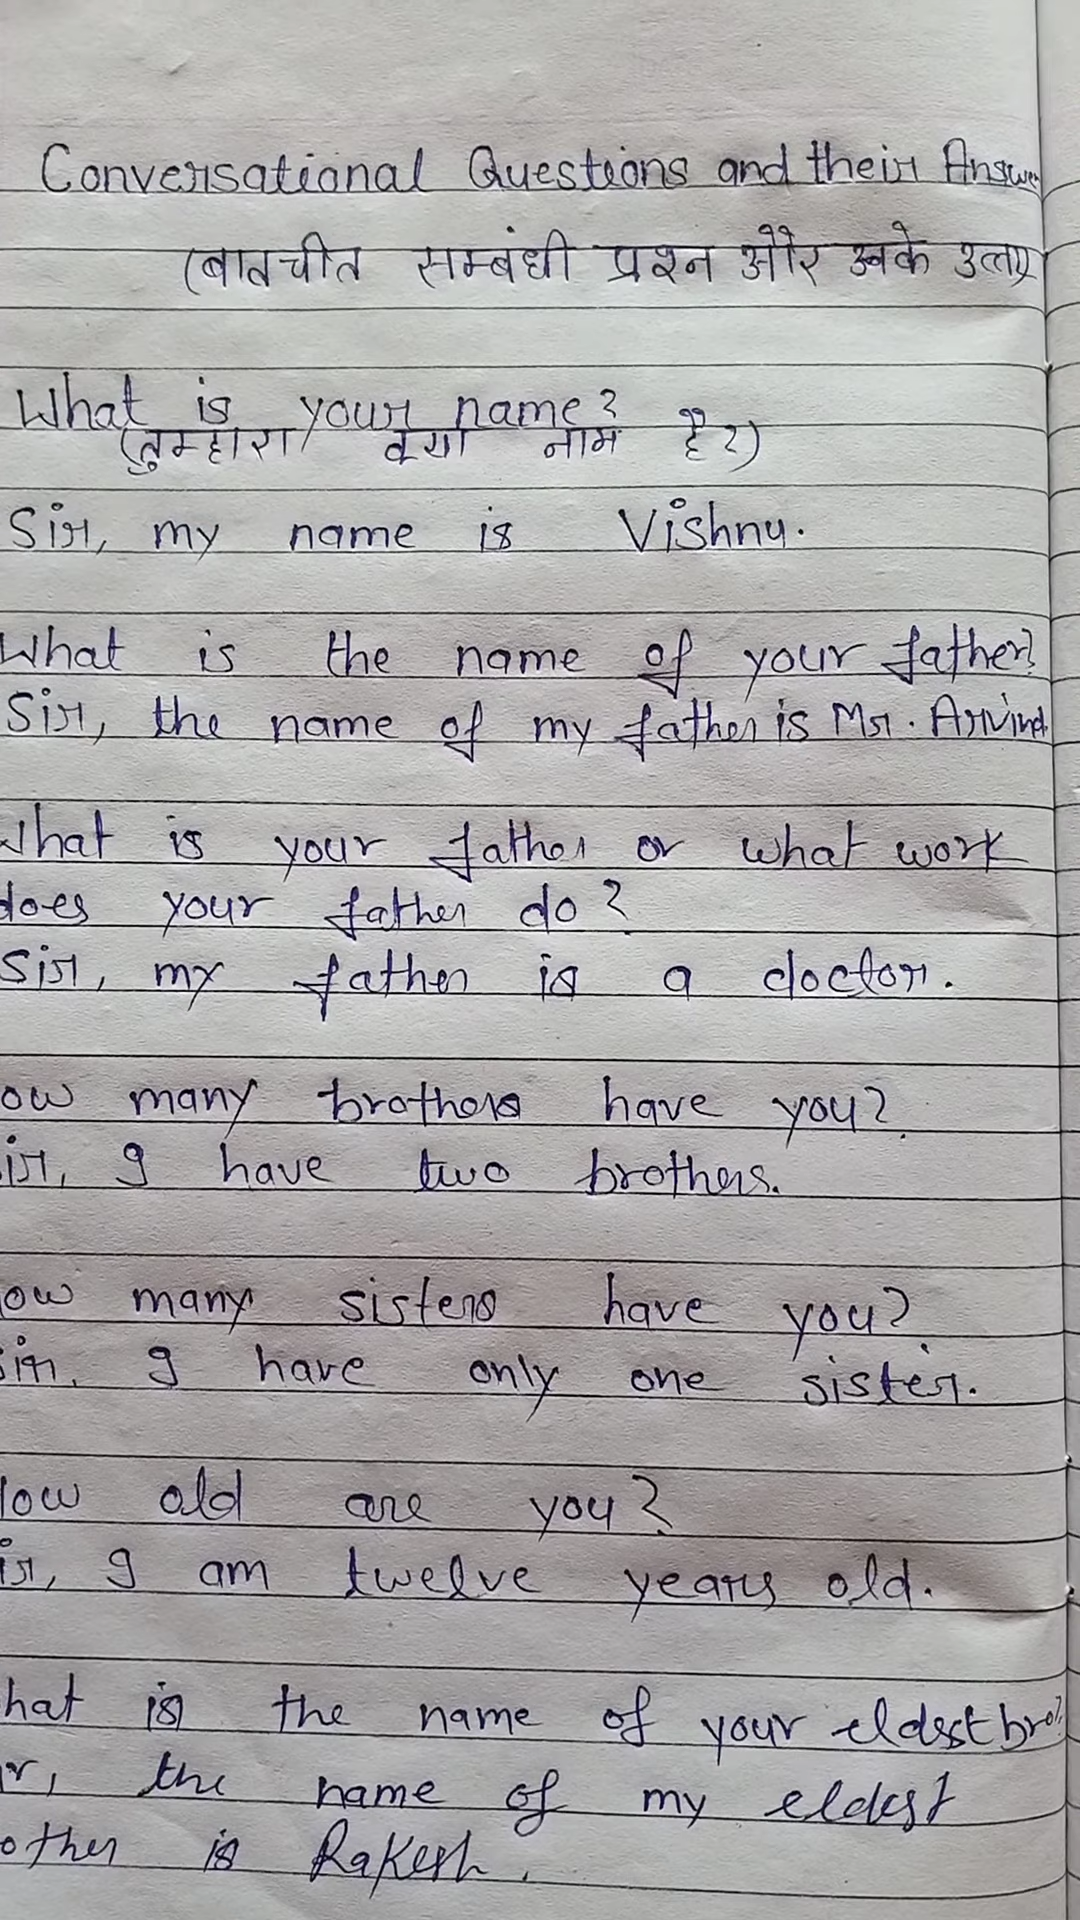 Conversational Questions and their Answer
(बातचीत सम्बंधी प्रश्न और उनके उत्तर
What is your name?
(तुम्हारा क्या नाम है?)
Sir, my name is Vishnu.
What is the name of your father?
Sir, the name of my father is Mr. Arvind.
What is your father or what work
does your father do?
Sir, my father is a doctor.
ow many brothers have you?
ir, I have two brothers.
ow many sisters have you?
Sir, I have only one sister.
How old are you?
ir, I am twelve years old.
hat is the name of your eldest bro?
r, the name of my eldest
other is Rakesh.